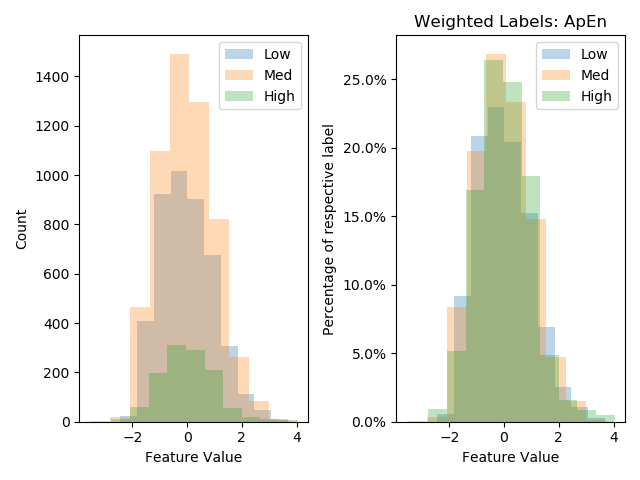 Weighted Labels: ApEn
Count
1400
1200
1000
800
600
400
200
0
−2 0 2 4
Feature Value
Low
Med
High
Percentage of respective label
25.0%
20.0%
15.0%
10.0%
5.0%
0.0%
−2 0 2 4
Feature Value
Low
Med
High